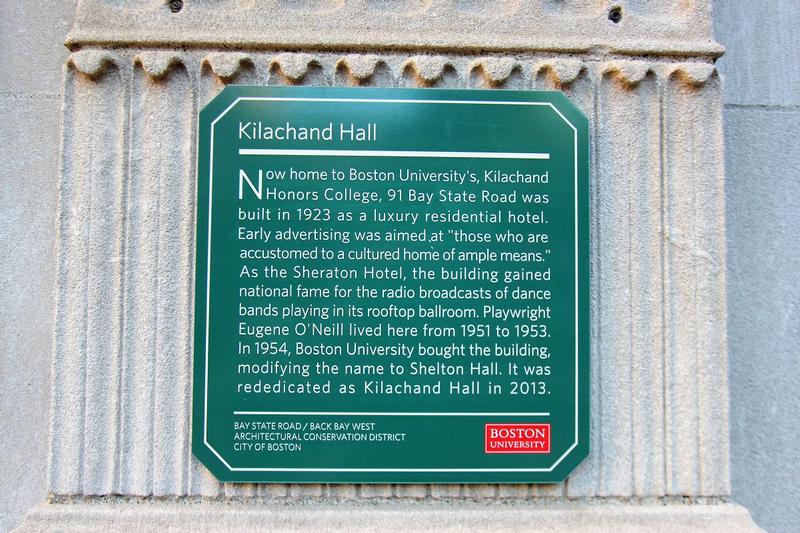 Kilachand Hall
Now home to Boston University's, Kilachand
Honors College, 91 Bay State Road was
built in 1923 as a luxury residential hotel.
Early advertising was aimed at "those who are
accustomed to a cultured home of ample means."
As the Sheraton Hotel, the building gained
national fame for the radio broadcasts of dance
bands playing in its rooftop ballroom. Playwright
Eugene O'Neill lived here from 1951 to 1953.
In 1954, Boston University bought the building,
modifying the name to Shelton Hall. It was
rededicated as Kilachand Hall in 2013.
BAY STATE ROAD / BACK BAY WEST
ARCHITECTURAL CONSERVATION DISTRICT
CITY OF BOSTON
BOSTON
UNIVERSITY